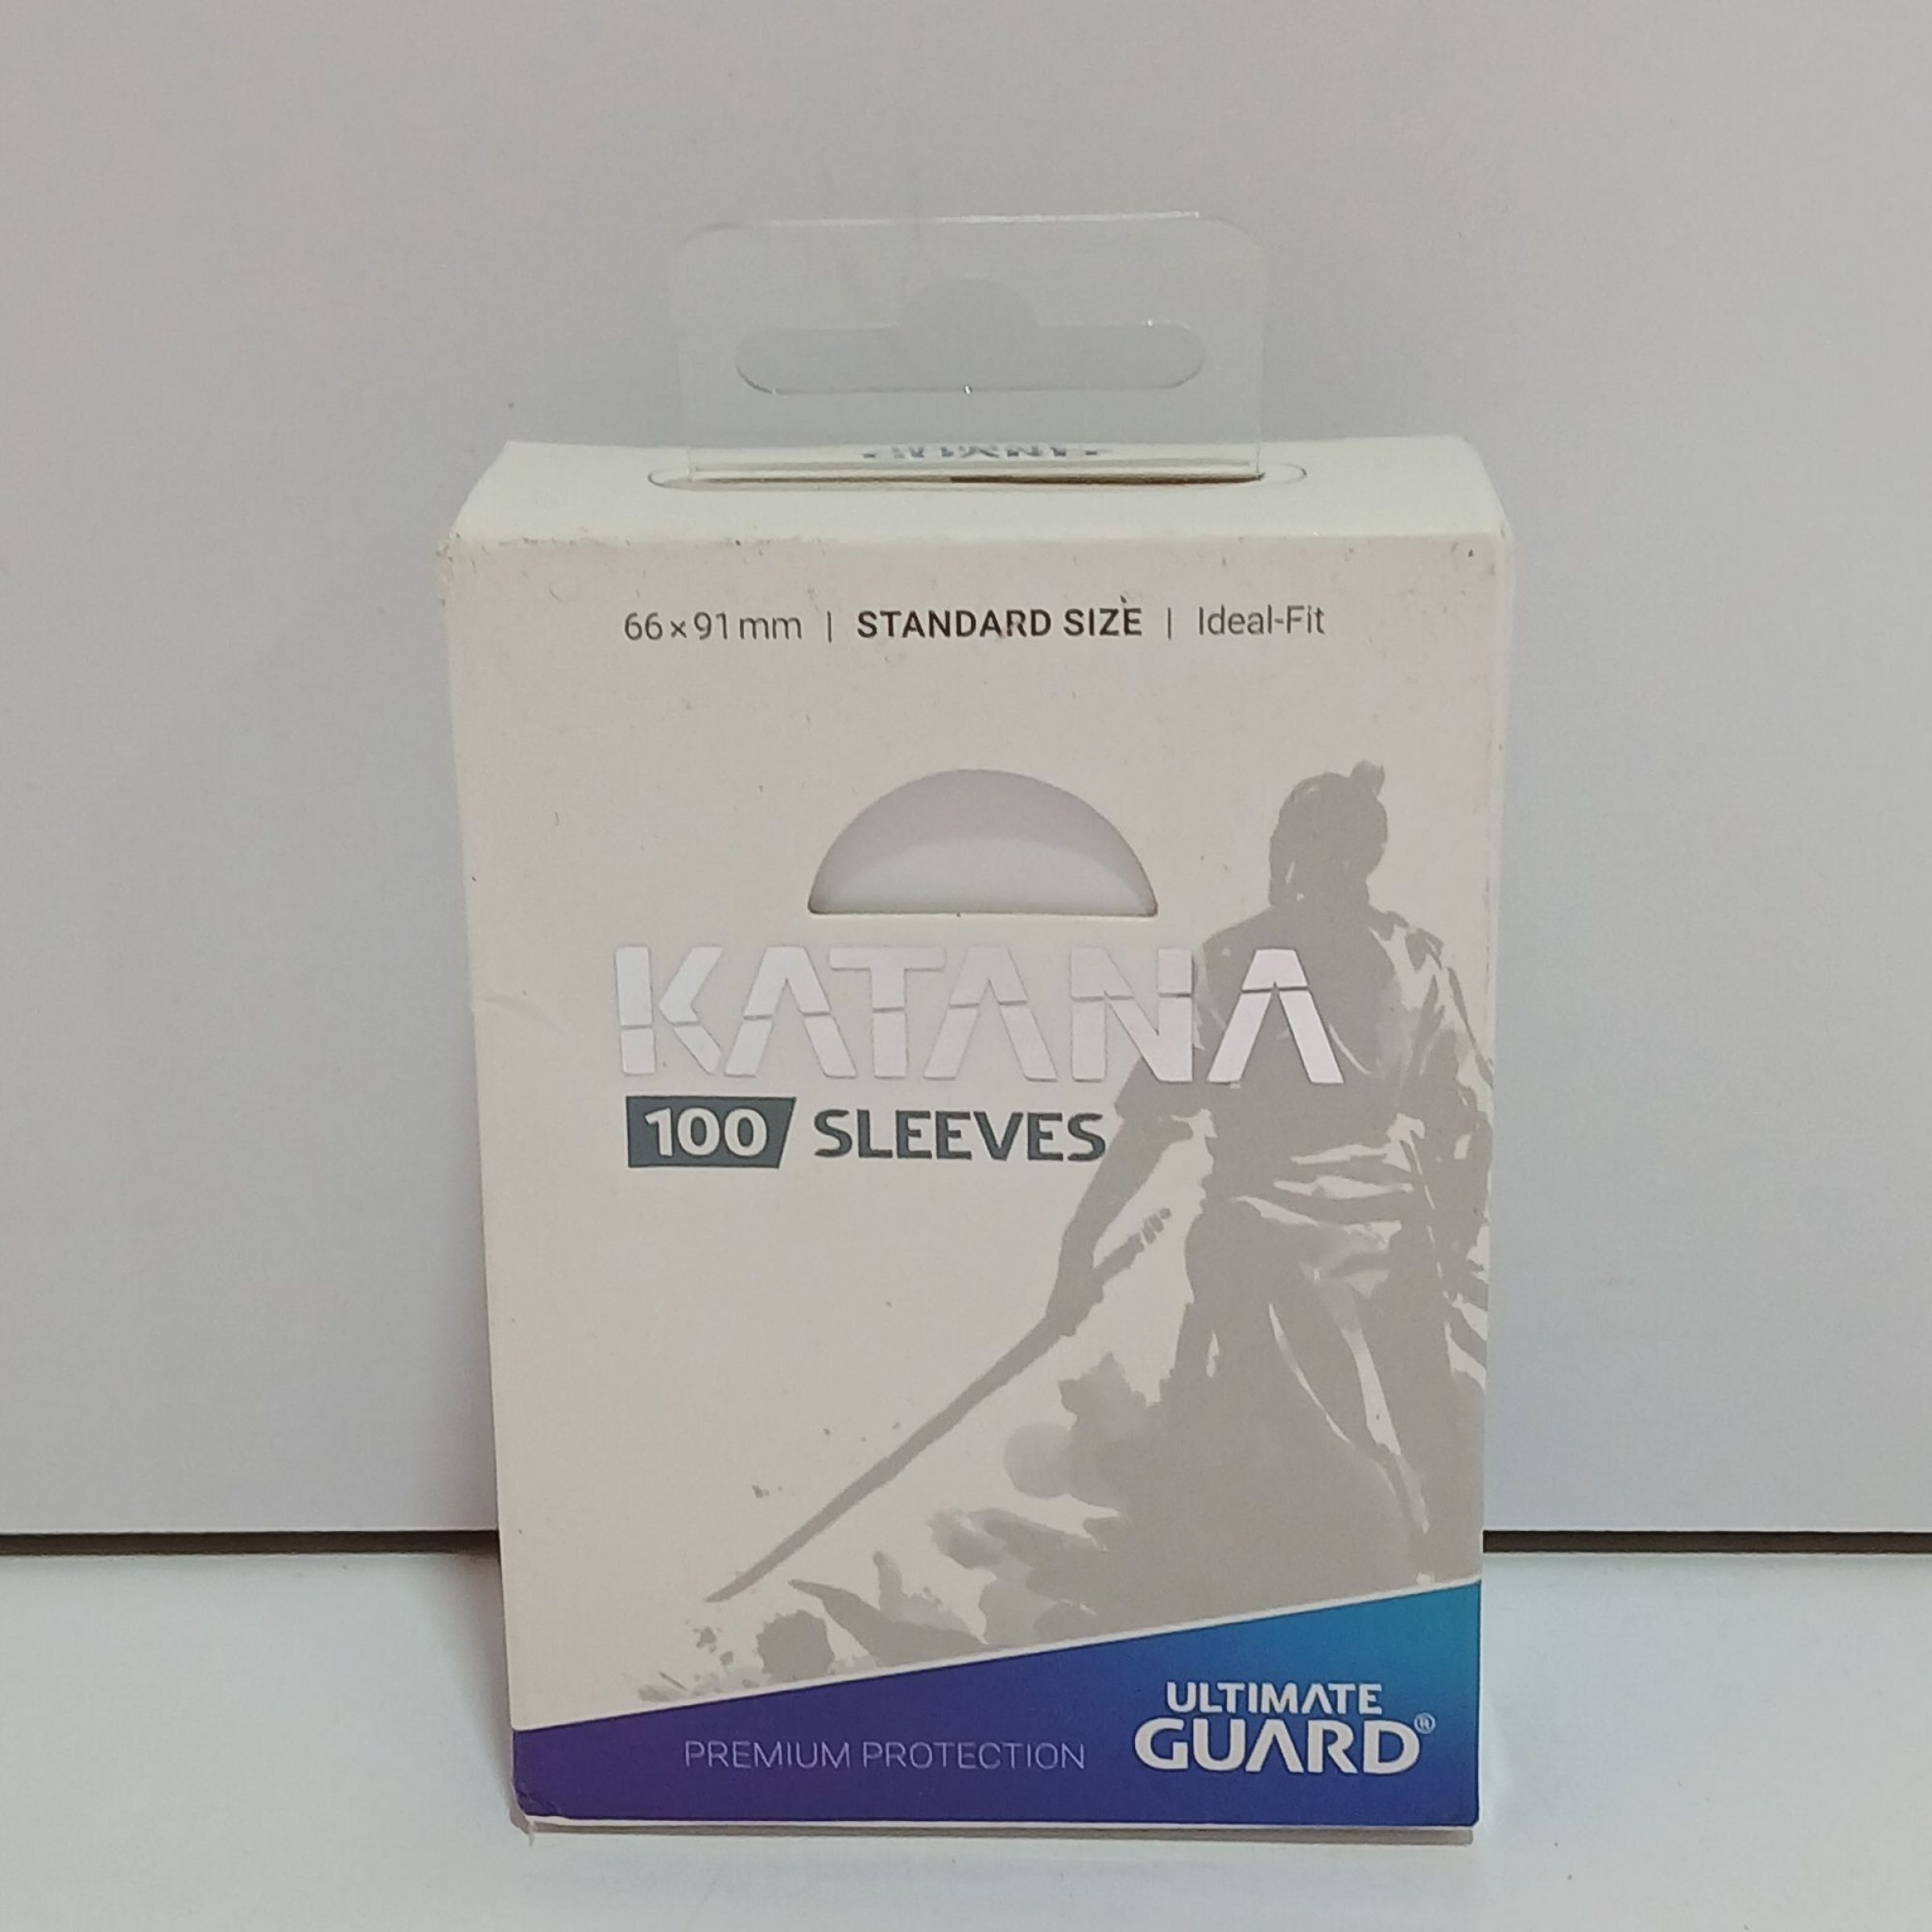 66×91mm | STANDARD SIZE | Ideal-Fit
KATANA
100 SLEEVES
PREMIUM PROTECTION
ULTIMATE
GUARD®